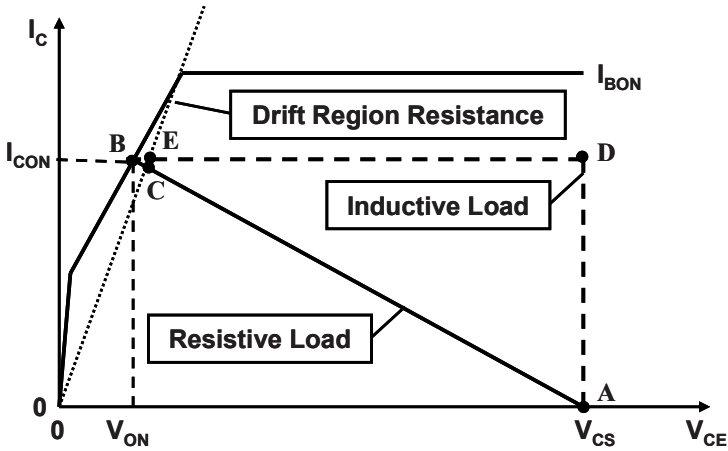 I_C
I_BON
Drift Region Resistance
B
E
I_CON
D
C
Inductive Load
Resistive Load
A
0
0
V_ON
V_CS
V_CE